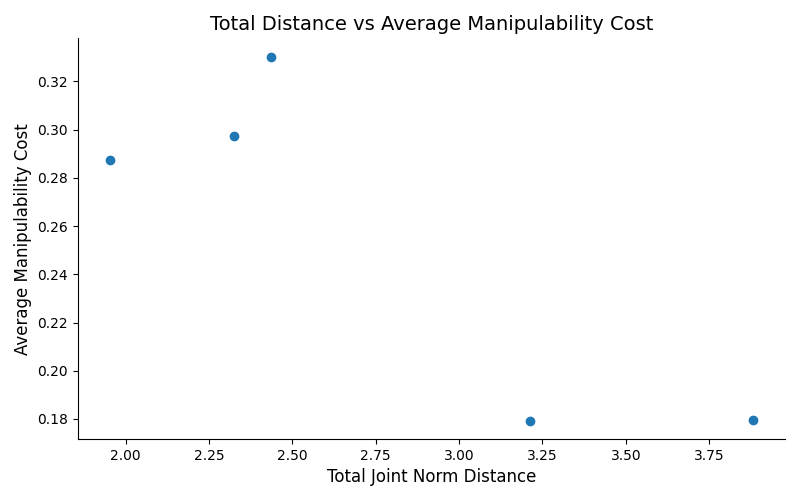 Total Distance vs Average Manipulability Cost
Average Manipulability Cost
0.32
0.30
0.28
0.26
0.24
0.22
0.20
0.18
2.00 2.25 2.50 2.75 3.00 3.25 3.50 3.75
Total Joint Norm Distance